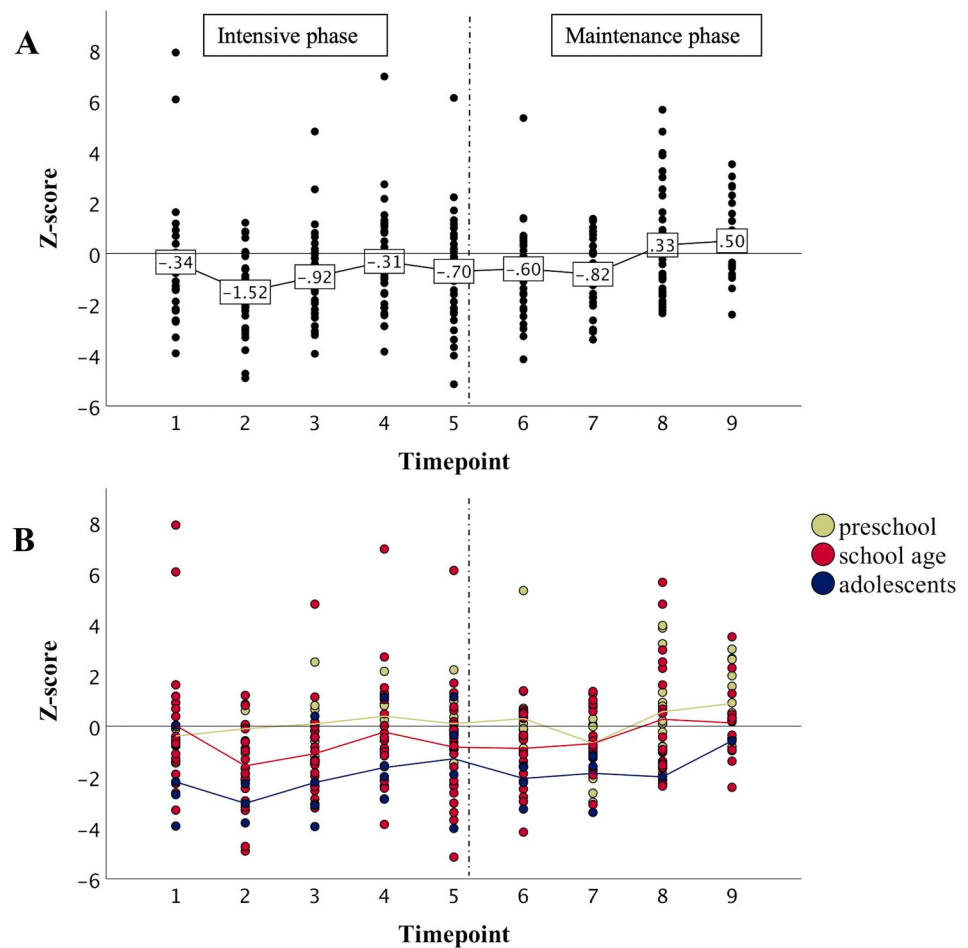 A
Intensive phase
Maintenance phase
Z-score
8
6
4
2
0
−2
−4
−6
−.34
−1.52
−.92
−.31
−.70
−.60
−.82
.33
.50
1 2 3 4 5 6 7 8 9
Timepoint
B
preschool
school age
adolescents
Z-score
8
6
4
2
0
−2
−4
−6
1 2 3 4 5 6 7 8 9
Timepoint